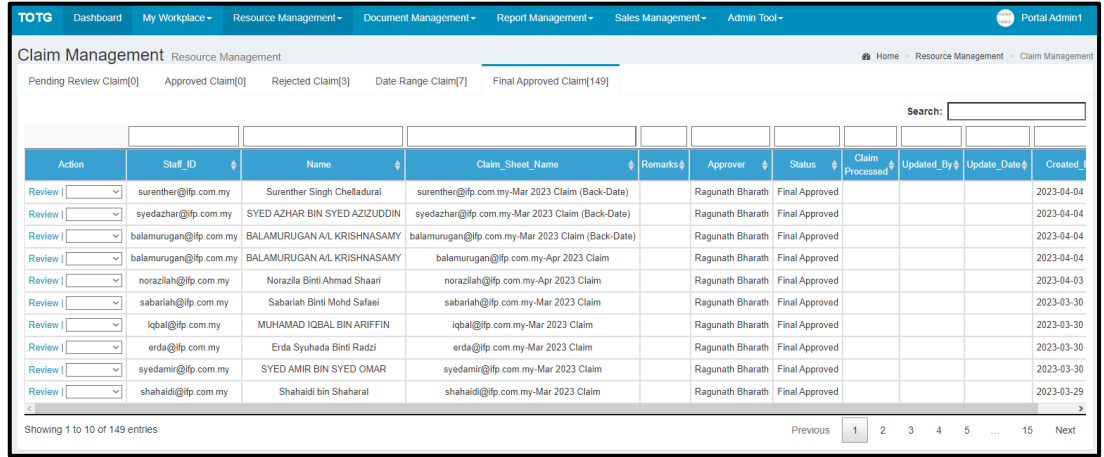 TOTG Dashboard My Workplace Resource Management Document Management Report Management Sales Management Admin Tool Portal Admin1
Claim Management Resource Management Home Resource Management Claim Management
Pending Review Claim[0] Approved Claim[0] Rejected Claim[3] Date Range Claim[7] Final Approved Claim[149]
Search:
Action Staff_ID Name Claim_Sheet_Name Remarks Approver Status Claim Processed Updated_By Update_Date Created_
Review | surenther@ifp.com.my Surenther Singh Chelladurai surenther@ifp.com.my-Mar 2023 Claim (Back-Date) Ragunath Bharath Final Approved 2023-04-04
Review | syedazhar@ifp.com.my SYED AZHAR BIN SYED AZIZUDDIN syedazhar@ifp.com.my-Mar 2023 Claim (Back-Date) Ragunath Bharath Final Approved 2023-04-04
Review | balamurugan@ifp.com.my BALAMURUGAN A/L KRISHNASAMY balamurugan@ifp.com.my-Mar 2023 Claim (Back-Date) Ragunath Bharath Final Approved 2023-04-04
Review | balamurugan@ifp.com.my BALAMURUGAN A/L KRISHNASAMY balamurugan@ifp.com.my-Apr 2023 Claim Ragunath Bharath Final Approved 2023-04-04
Review | norazilah@ifp.com.my Norazila Binti Ahmad Shaari norazilah@ifp.com.my-Apr 2023 Claim Ragunath Bharath Final Approved 2023-04-03
Review | sabariah@ifp.com.my Sabariah Binti Mohd Safaei sabariah@ifp.com.my-Mar 2023 Claim Ragunath Bharath Final Approved 2023-03-30
Review | iqbal@ifp.com.my MUHAMAD IQBAL BIN ARIFFIN iqbal@ifp.com.my-Mar 2023 Claim Ragunath Bharath Final Approved 2023-03-30
Review | erda@ifp.com.my Erda Syuhada Binti Radzi erda@ifp.com.my-Mar 2023 Claim Ragunath Bharath Final Approved 2023-03-30
Review | syedamir@ifp.com.my SYED AMIR BIN SYED OMAR syedamir@ifp.com.my-Mar 2023 Claim Ragunath Bharath Final Approved 2023-03-30
Review | shahaidi@ifp.com.my Shahaidi bin Shaharal shahaidi@ifp.com.my-Mar 2023 Claim Ragunath Bharath Final Approved 2023-03-29
Showing 1 to 10 of 149 entries Previous 1 2 3 4 5 ... 15 Next